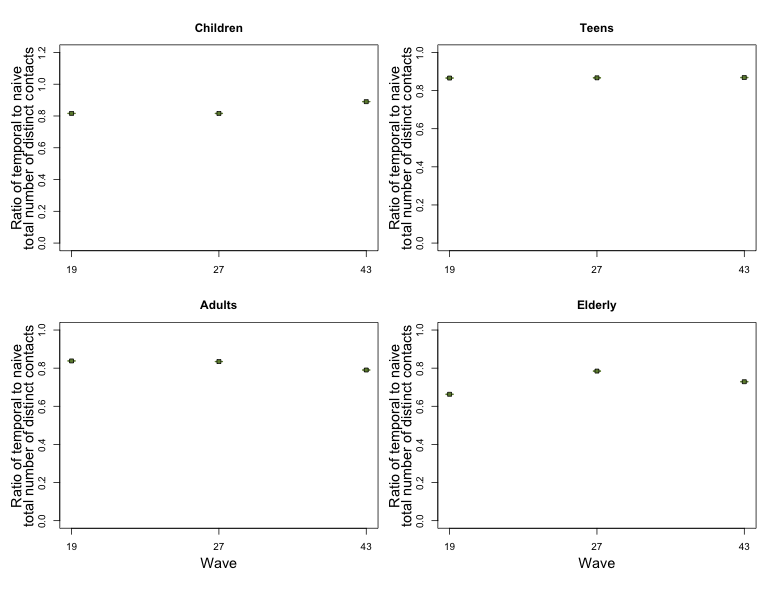 Children
Ratio of temporal to naive
total number of distinct contacts
0.0 0.2 0.4 0.6 0.8 1.0 1.2
19 27 43
Teens
Ratio of temporal to naive
total number of distinct contacts
0.0 0.2 0.4 0.6 0.8 1.0
19 27 43
Adults
Ratio of temporal to naive
total number of distinct contacts
0.0 0.2 0.4 0.6 0.8 1.0
19 27 43
Wave
Elderly
Ratio of temporal to naive
total number of distinct contacts
0.0 0.2 0.4 0.6 0.8 1.0
19 27 43
Wave